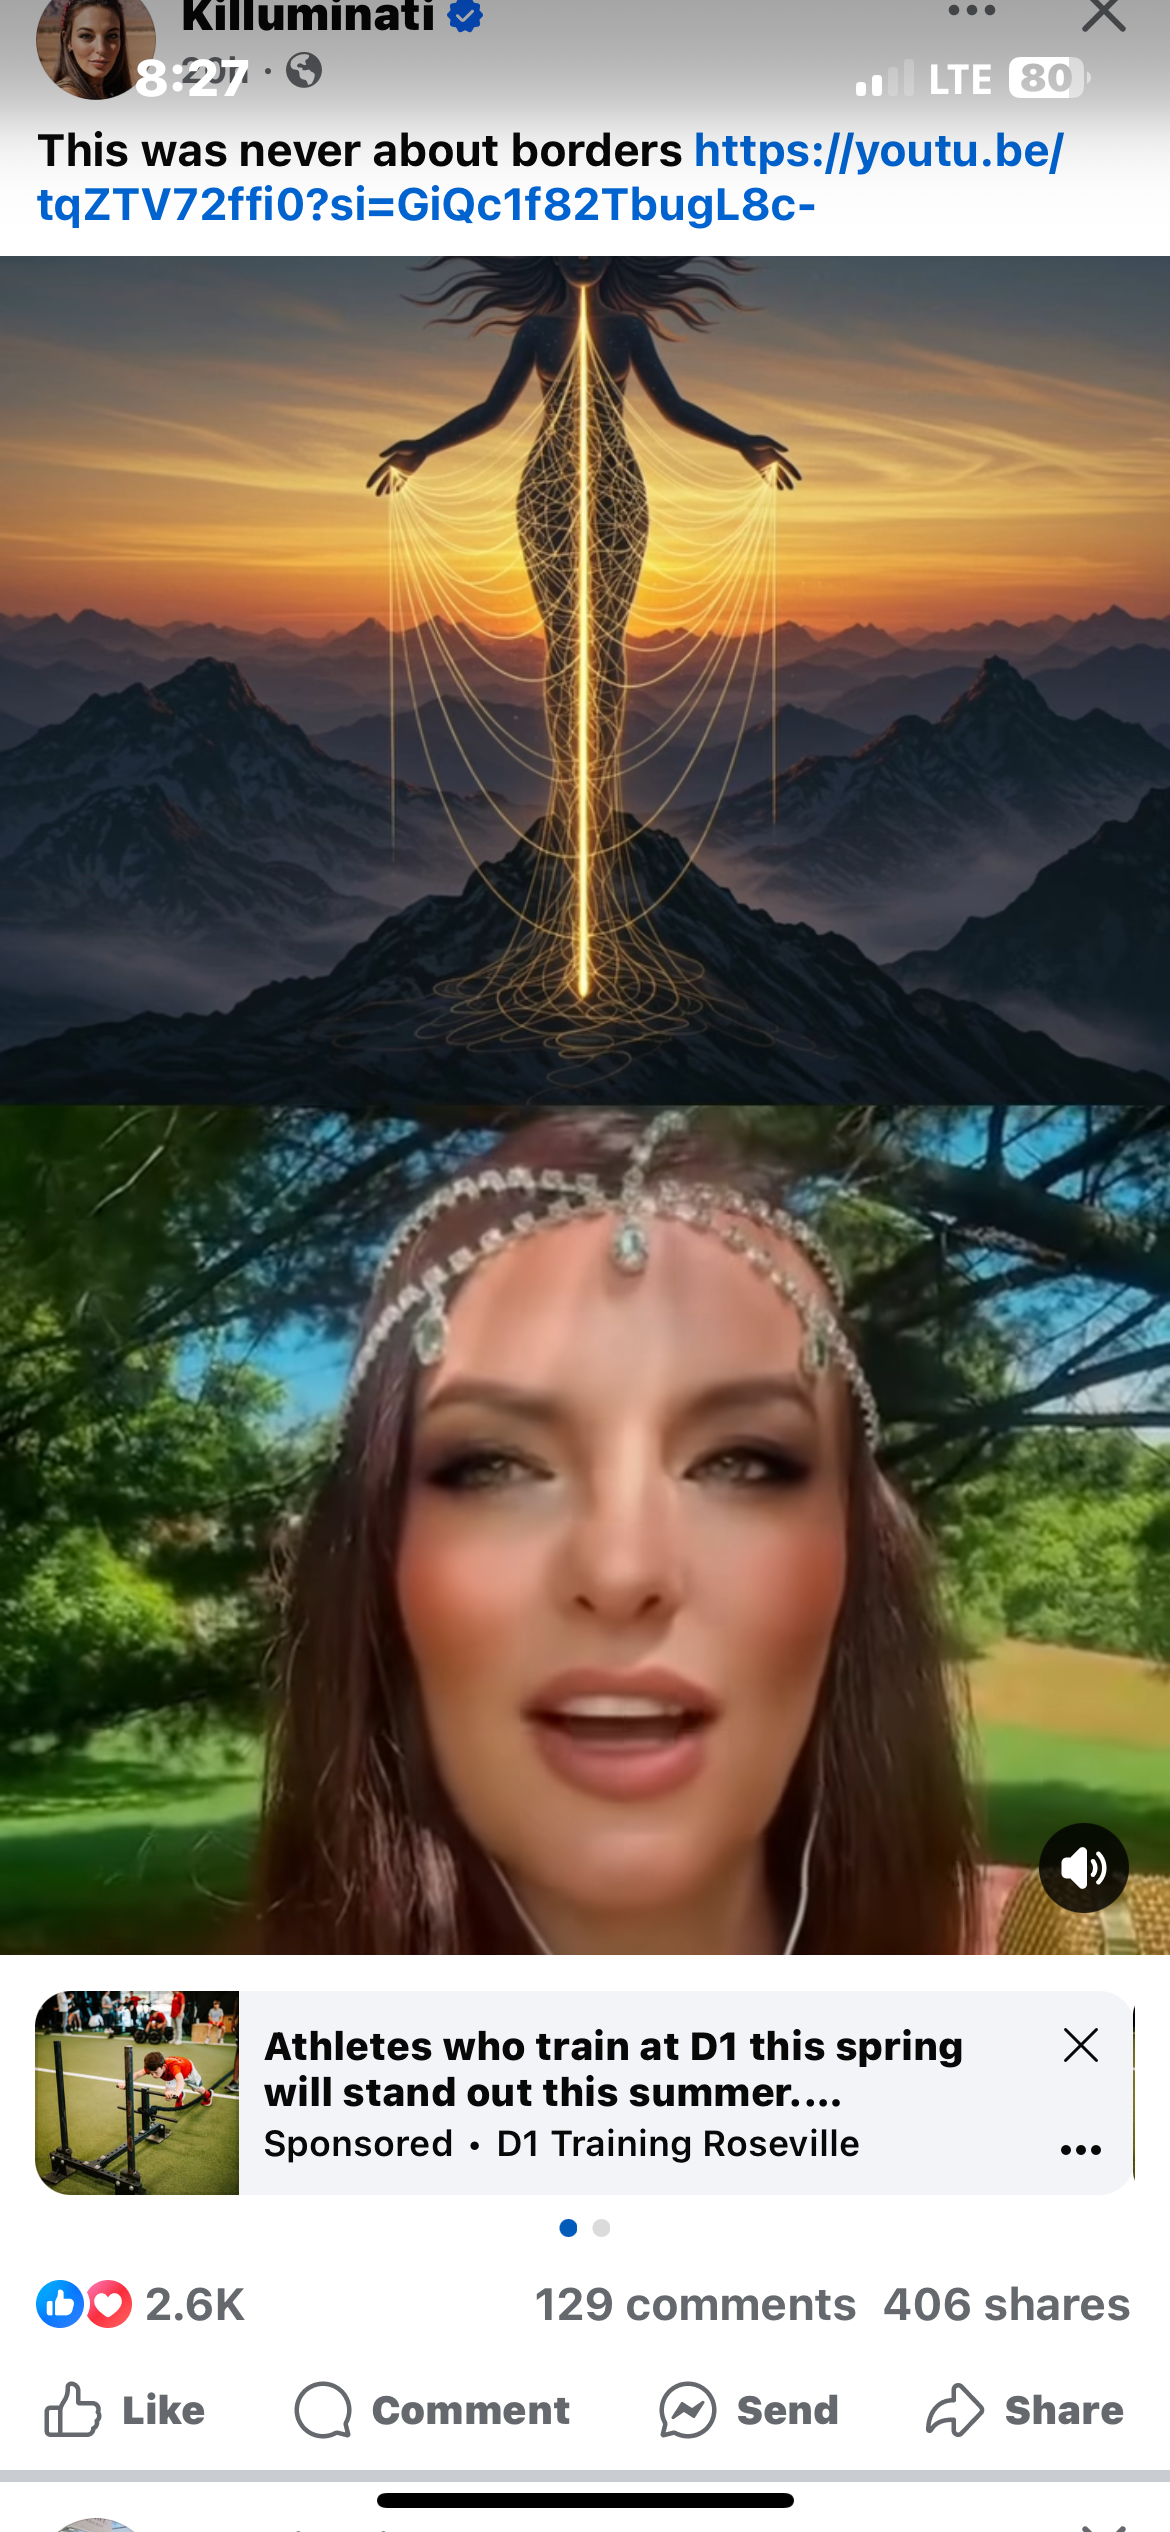 Killuminati
8:27
LTE 80
This was never about borders https://youtu.be/
tqZTV72ffi0?si=GiQc1f82TbugL8c-
Athletes who train at D1 this spring
will stand out this summer....
Sponsored • D1 Training Roseville
2.6K 129 comments 406 shares
Like Comment Send Share